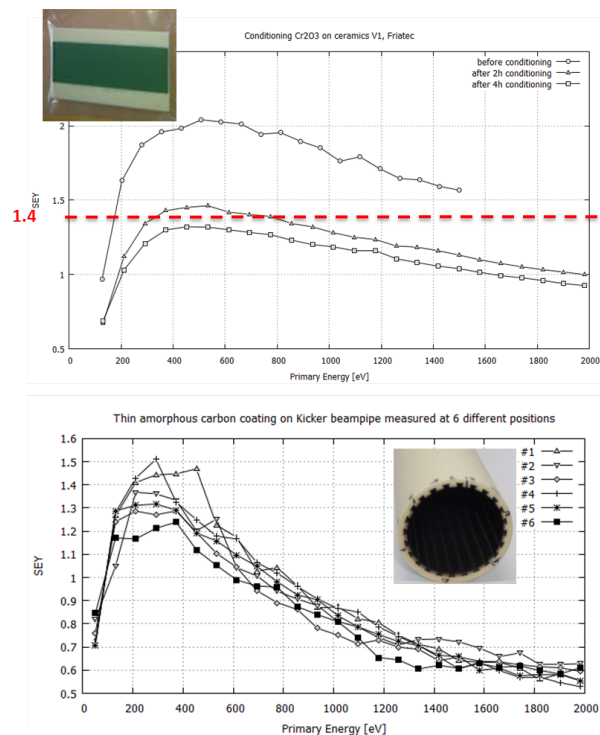 Conditioning Cr2O3 on ceramics V1, Friatec
before conditioning
after 2h conditioning
after 4h conditioning
2
1.5
1.4
SEY
1
0.5
0 200 400 600 800 1000 1200 1400 1600 1800 2000
Primary Energy [eV]
Thin amorphous carbon coating on Kicker beampipe measured at 6 different positions
1.6
1.5
1.4
1.3
1.2
1.1
1
0.9
0.8
0.7
0.6
0.5
SEY
#1
#2
#3
#4
#5
#6
0 200 400 600 800 1000 1200 1400 1600 1800 2000
Primary Energy [eV]